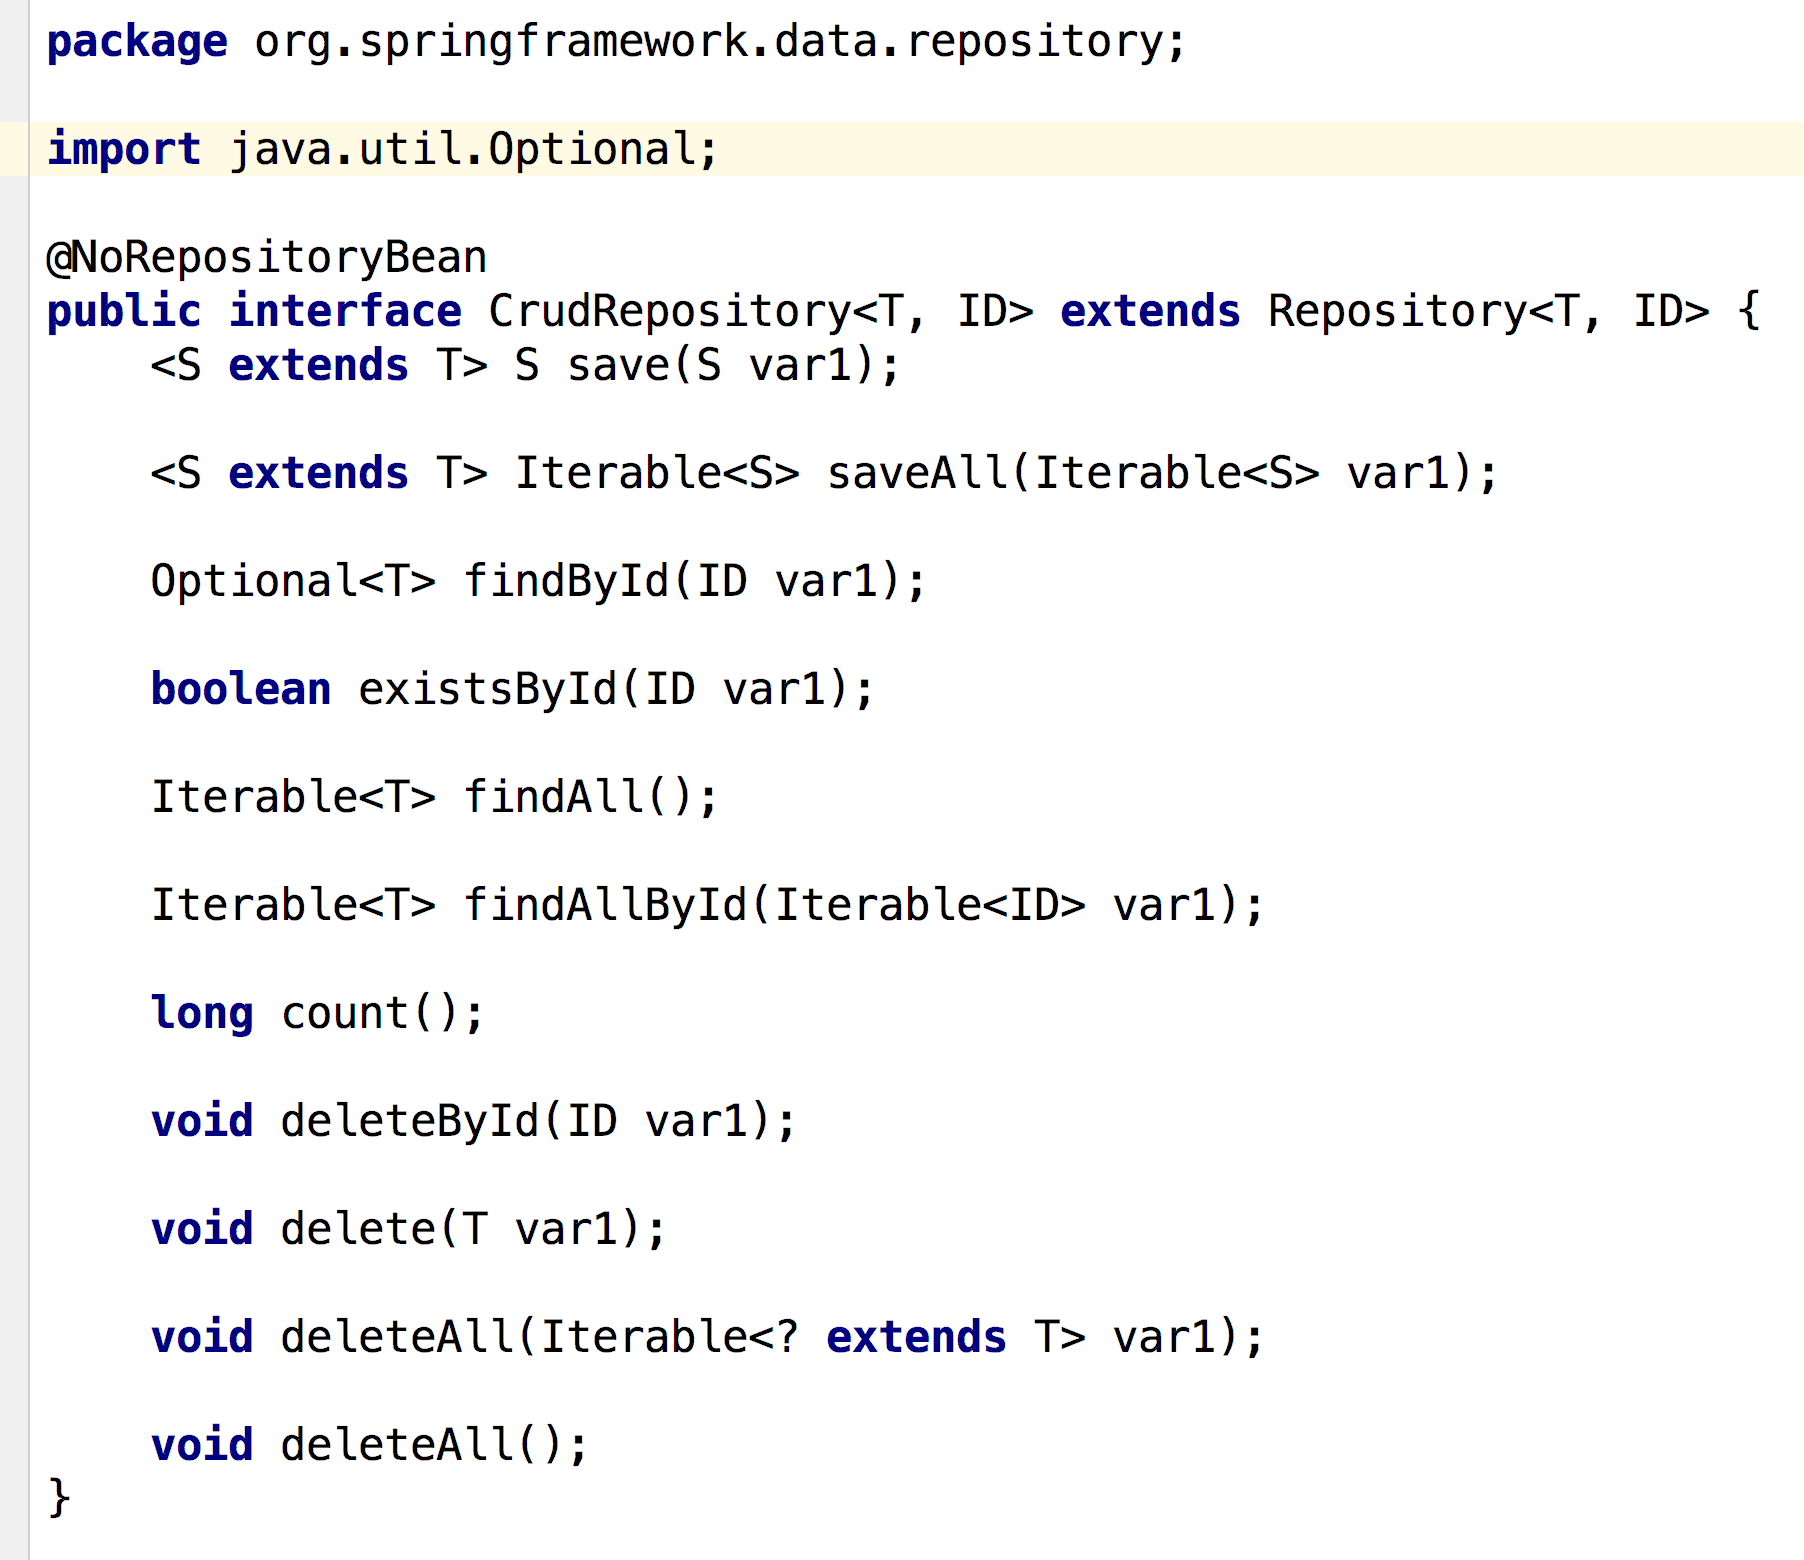 package org.springframework.data.repository;
import java.util.Optional;
@NoRepositoryBean
public interface CrudRepository<T, ID> extends Repository<T, ID> {
    <S extends T> S save(S var1);
    <S extends T> Iterable<S> saveAll(Iterable<S> var1);
    Optional<T> findById(ID var1);
    boolean existsById(ID var1);
    Iterable<T> findAll();
    Iterable<T> findAllById(Iterable<ID> var1);
    long count();
    void deleteById(ID var1);
    void delete(T var1);
    void deleteAll(Iterable<? extends T> var1);
    void deleteAll();
}